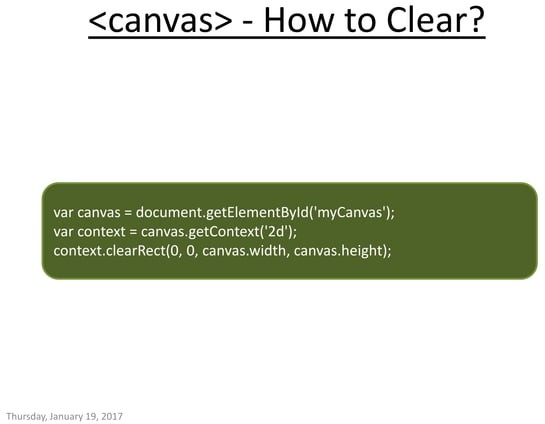 <canvas> - How to Clear?
var canvas = document.getElementById('myCanvas');
var context = canvas.getContext('2d');
context.clearRect(0, 0, canvas.width, canvas.height);
Thursday, January 19, 2017